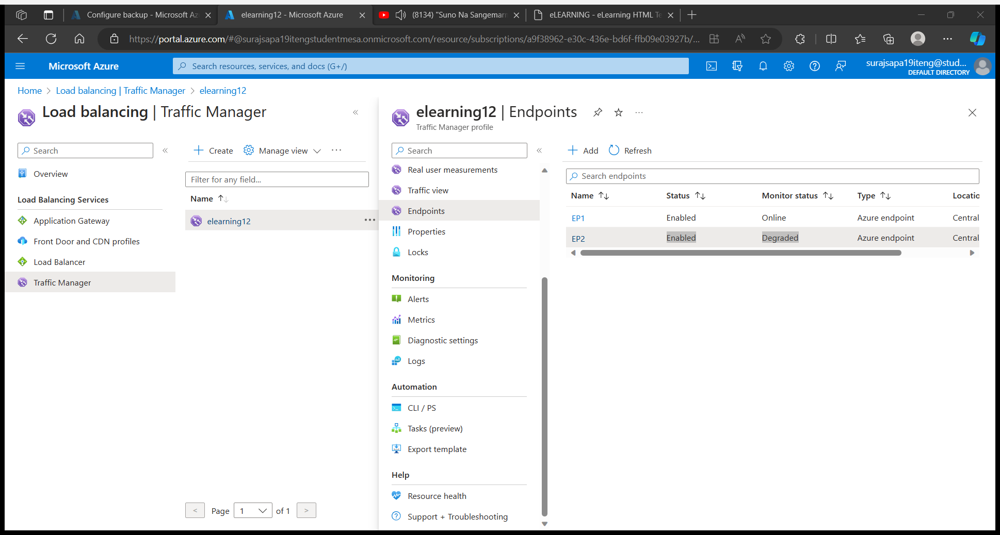 Configure backup - Microsoft Az
elearning12 - Microsoft Azure
(8134) "Suno Na Sangemarm
eLEARNING - eLearning HTML Te
https://portal.azure.com/#@surajsapa19itengstudentmesa.onmicrosoft.com/resource/subscriptions/a9f38962-e30c-436e-bd6f-ffb09e03927b/...
Microsoft Azure
Search resources, services, and docs (G+/)
surajsapa19iteng@stud...
DEFAULT DIRECTORY
Home > Load balancing | Traffic Manager > elearning12
Load balancing | Traffic Manager
Search
Overview
Load Balancing Services
Application Gateway
Front Door and CDN profiles
Load Balancer
Traffic Manager
Create
Manage view
Filter for any field...
Name
elearning12
< Page 1 of 1 >
elearning12 | Endpoints
Traffic Manager profile
Search
Real user measurements
Traffic view
Endpoints
Properties
Locks
Monitoring
Alerts
Metrics
Diagnostic settings
Logs
Automation
CLI / PS
Tasks (preview)
Export template
Help
Resource health
Support + Troubleshooting
Add
Refresh
Search endpoints
Name Status Monitor status Type Locatio
EP1 Enabled Online Azure endpoint Central
EP2 Enabled Degraded Azure endpoint Central